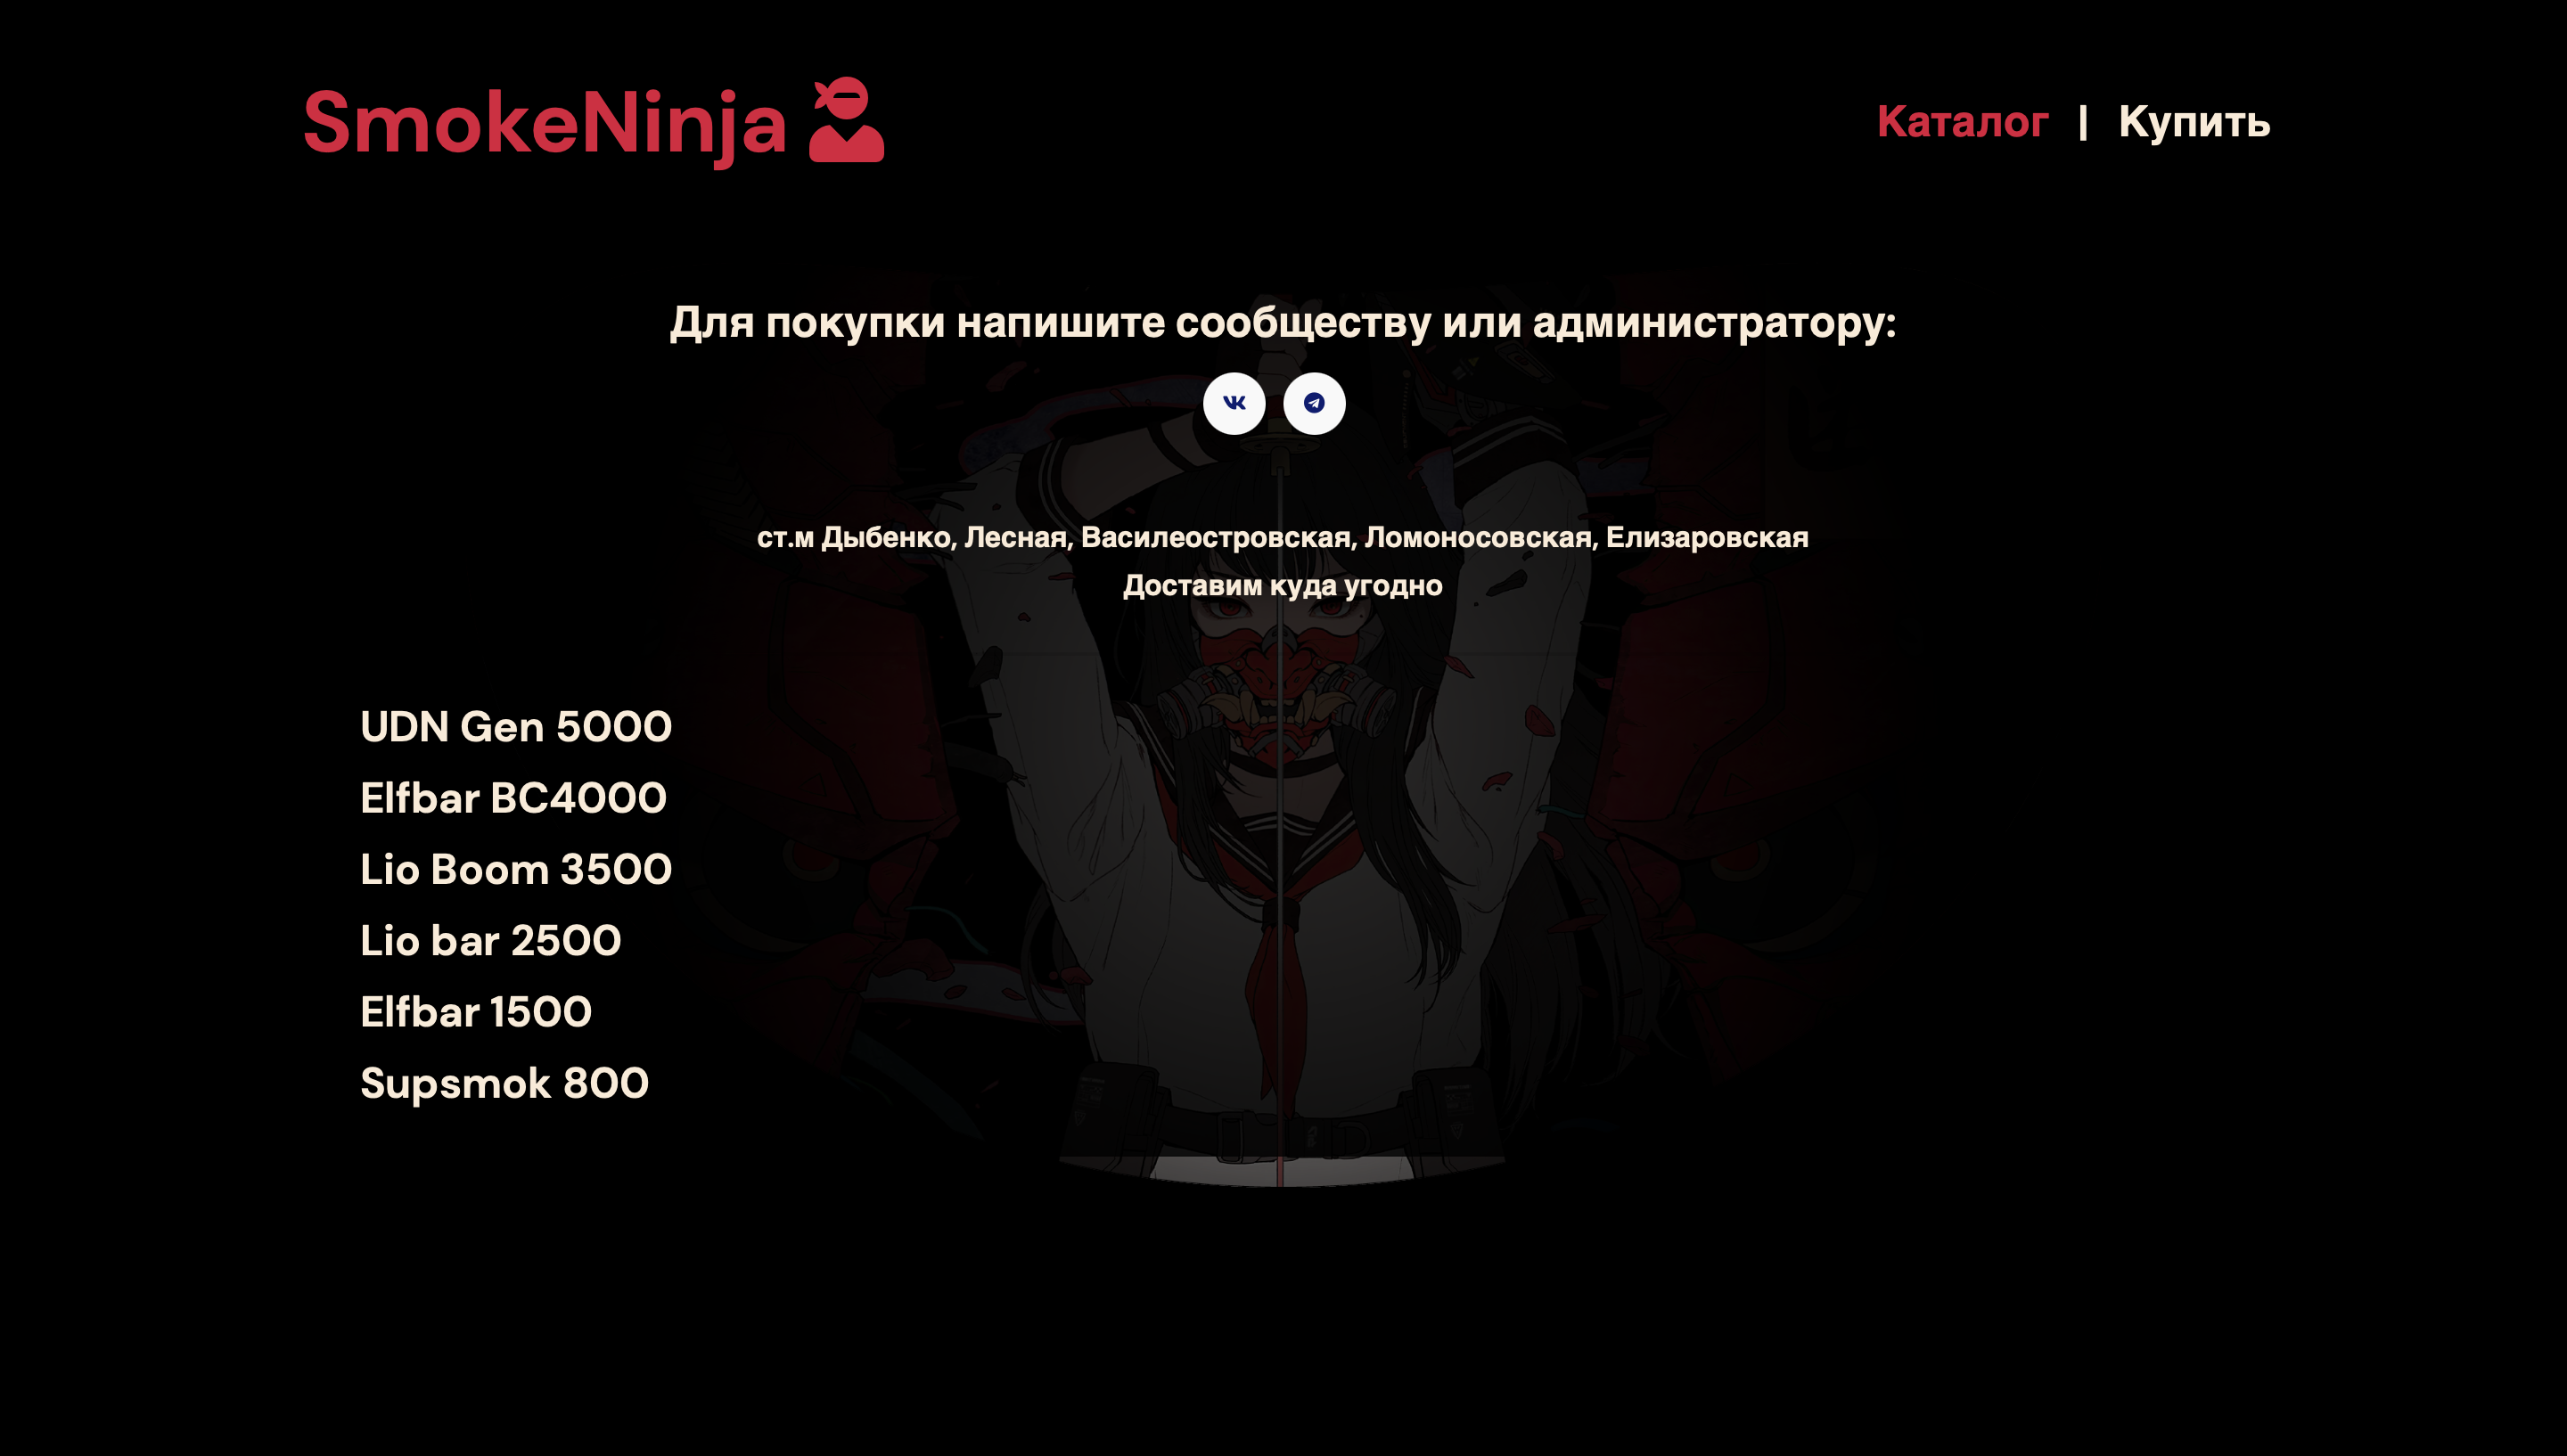 SmokeNinja
Каталог | Купить
Для покупки напишите сообществу или администратору:
ст.м Дыбенко, Лесная, Василеостровская, Ломоносовская, Елизаровская
Доставим куда угодно
UDN Gen 5000
Elfbar BC4000
Lio Boom 3500
Lio bar 2500
Elfbar 1500
Supsmok 800